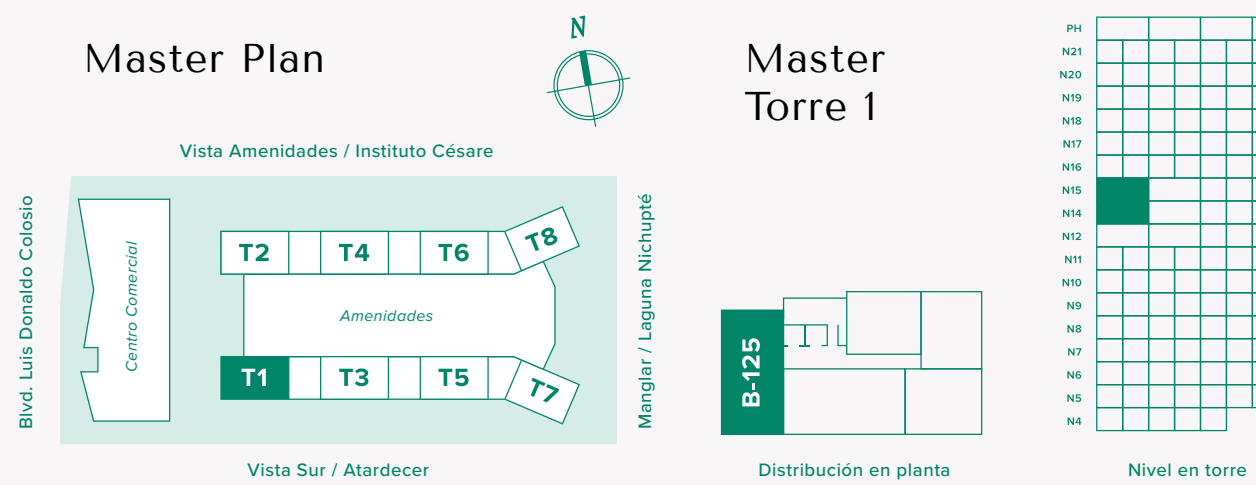 Master Plan
N
Vista Amenidades / Instituto Césare
Blvd. Luis Donaldo Colosio
Centro Comercial
T2
T4
T6
T8
Amenidades
T1
T3
T5
T7
Manglar / Laguna Nichupté
Vista Sur / Atardecer
Master
Torre 1
B-125
Distribución en planta
PH
N21
N20
N19
N18
N17
N16
N15
N14
N12
N11
N10
N9
N8
N7
N6
N5
N4
Nivel en torre